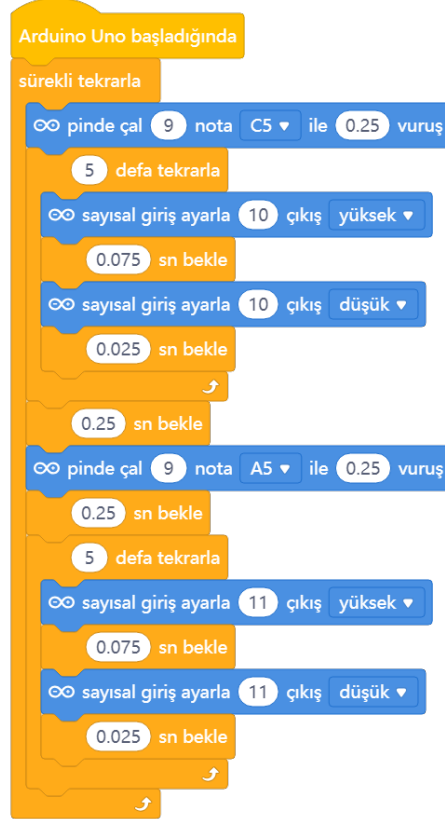 Arduino Uno başladığında
sürekli tekrarla
pinde çal 9 nota C5 ile 0.25 vuruş
5 defa tekrarla
sayısal giriş ayarla 10 çıkış yüksek
0.075 sn bekle
sayısal giriş ayarla 10 çıkış düşük
0.025 sn bekle
0.25 sn bekle
pinde çal 9 nota A5 ile 0.25 vuruş
0.25 sn bekle
5 defa tekrarla
sayısal giriş ayarla 11 çıkış yüksek
0.075 sn bekle
sayısal giriş ayarla 11 çıkış düşük
0.025 sn bekle